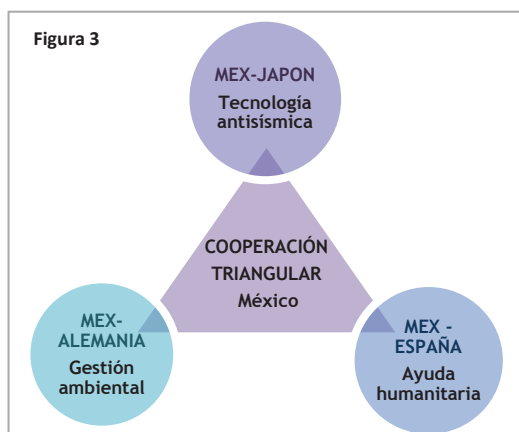 Figura 3
MEX-JAPON
Tecnología
antisísmica
COOPERACIÓN
TRIANGULAR
México
MEX-
ALEMANIA
Gestión
ambiental
MEX -
ESPAÑA
Ayuda
humanitaria